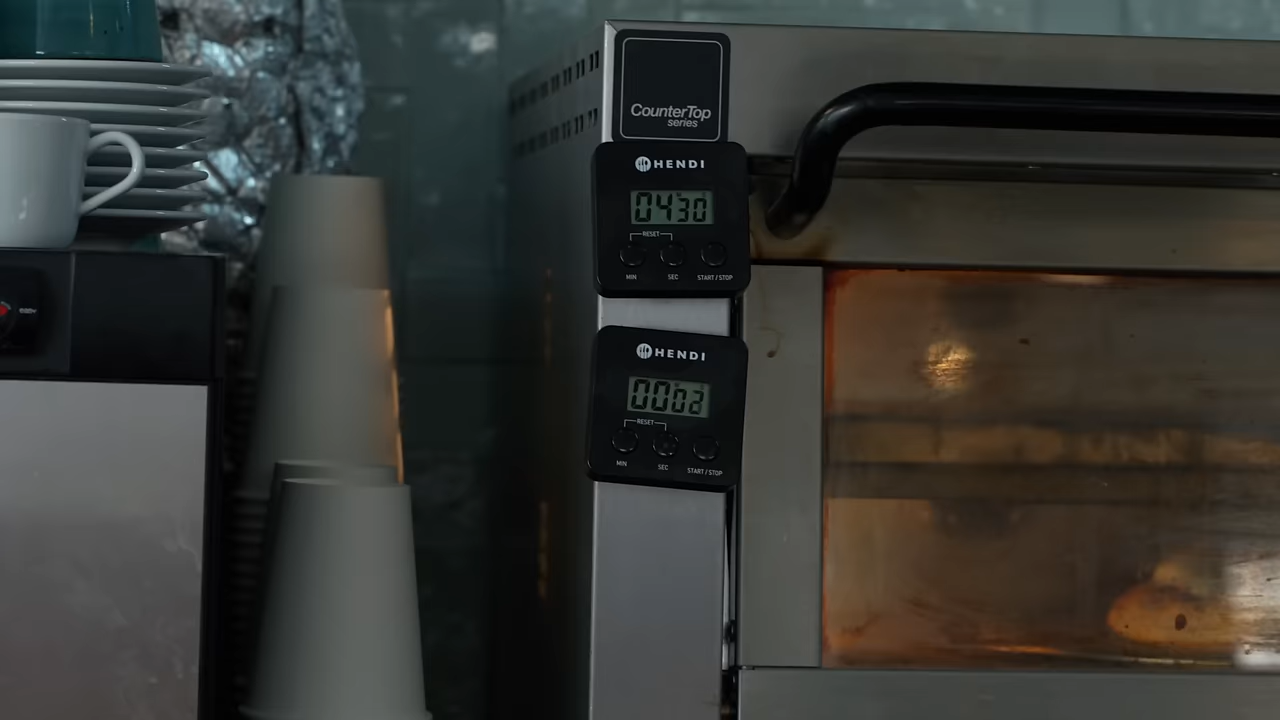 CounterTop
series
HENDI
04 30
RESET
MIN SEC START / STOP
HENDI
00 02
RESET
MIN SEC START / STOP